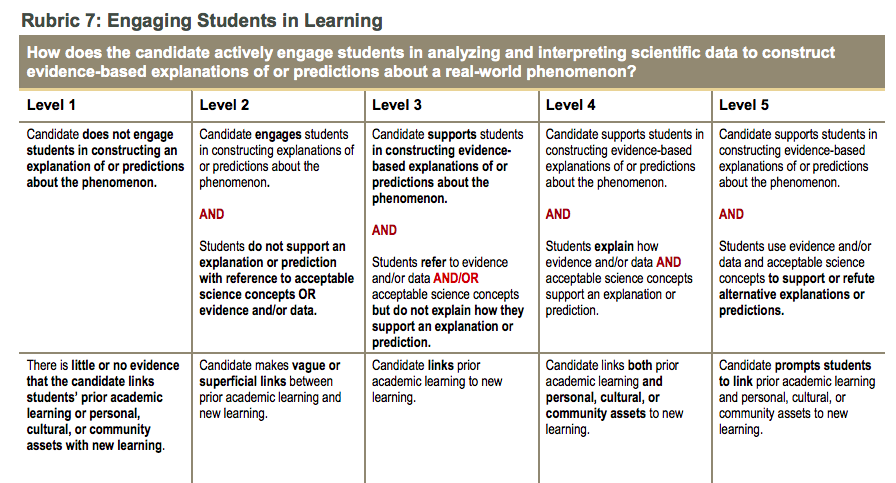 Rubric 7: Engaging Students in Learning
How does the candidate actively engage students in analyzing and interpreting scientific data to construct
evidence-based explanations of or predictions about a real-world phenomenon?
Level 1
Level 2
Level 3
Level 4
Level 5
Candidate does not engage
students in constructing an
explanation of or predictions
about the phenomenon.
Candidate engages students
in constructing explanations of
or predictions about the
phenomenon.
AND
Students do not support an
explanation or prediction
with reference to acceptable
science concepts OR
evidence and/or data.
Candidate supports students
in constructing evidence-
based explanations of or
predictions about the
phenomenon.
AND
Students refer to evidence
and/or data AND/OR
acceptable science concepts
but do not explain how they
support an explanation or
prediction.
Candidate supports students in
constructing evidence-based
explanations of or predictions
about the phenomenon.
AND
Students explain how
evidence and/or data AND
acceptable science concepts
support an explanation or
prediction.
Candidate supports students in
constructing evidence-based
explanations of or predictions
about the phenomenon.
AND
Students use evidence and/or
data and acceptable science
concepts to support or refute
alternative explanations or
predictions.
There is little or no evidence
that the candidate links
students' prior academic
learning or personal,
cultural, or community
assets with new learning.
Candidate makes vague or
superficial links between
prior academic learning and
new learning.
Candidate links prior
academic learning to new
learning.
Candidate links both prior
academic learning and
personal, cultural, or
community assets to new
learning.
Candidate prompts students
to link prior academic learning
and personal, cultural, or
community assets to new
learning.